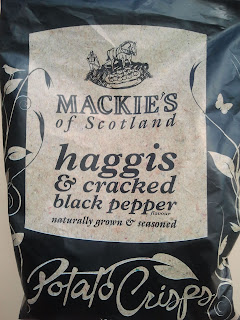 MACKIE'S
of Scotland
haggis
& cracked
black pepper
flavour
naturally grown & seasoned
Potato Crisps